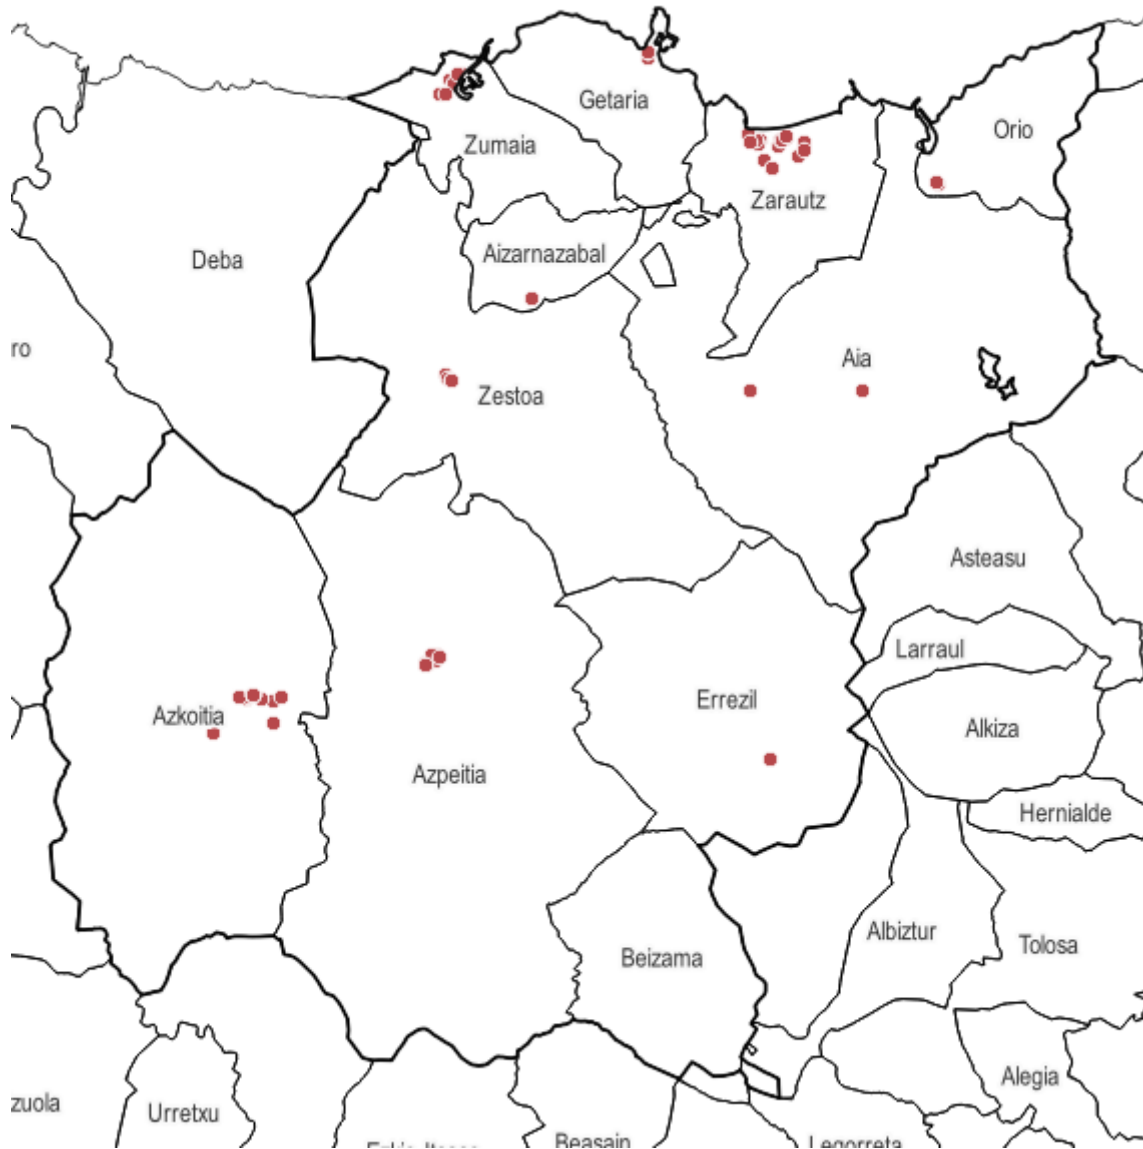 Getaria
Orio
Zumaia
Zarautz
Aizarnazabal
Deba
ro
Aia
Zestoa
Asteasu
Larraul
Errezil
Azkoitia
Alkiza
Azpeitia
Hernialde
Albiztur
Tolosa
Beizama
Alegia
zuola
Urretxu
Beasain
Legorreta